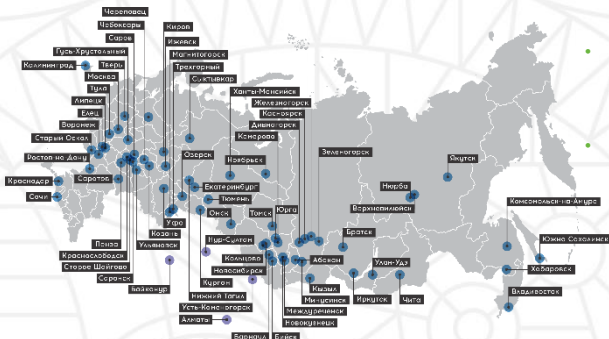 Череповец
Чебоксары
Саров
Гусь-Хрустальный
Калининград
Тверь
Москва
Тула
Липецк
Елец
Воронеж
Старый Оскол
Ростов на Дону
Краснодар
Саратов
Сочи
Киров
Ижевск
Магнитогорск
Трехгорный
Сыктывкар
Ханты-Мансийск
Железногорск
Красноярск
Дивногорск
Кемерово
Зеленогорск
Озерск
Ноябрьск
Якутск
Екатеринбург
Нюрба
Тюмень
Верхневилюйск
Комсомольск-на-Амуре
Омск
Томск
Юрга
Уфа
Казань
Братск
Южно Сахалинск
Пенза
Ульяновск
Нур-Султан
Краснослободск
Кольцово
Абакан
Улан-Удэ
Хабаровск
Старое Шайгово
Новосибирск
Саранск
Курган
Кызыл
Байконур
Нижний Тагил
Минусинск
Иркутск
Чита
Владивосток
Усть-Каменогорск
Междуреченск
Алматы
Новокузнецк
Барнаул
Бийск